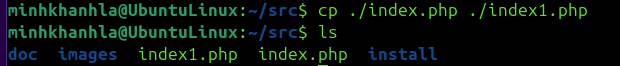 minhkhanhla@UbuntuLinux:~/src$ cp ./index.php ./index1.php
minhkhanhla@UbuntuLinux:~/src$ ls
doc  images  index1.php  index.php  install